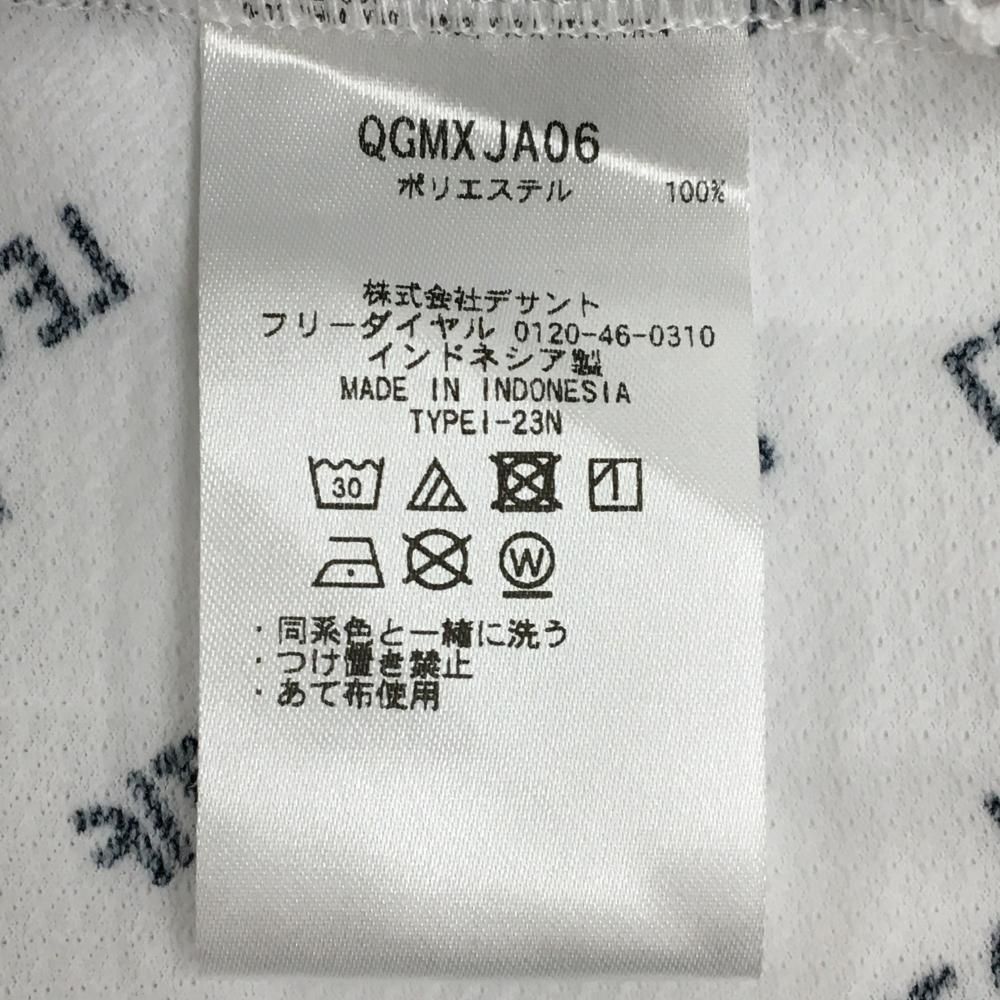 QGMXJA06
ポリエステル 100%
株式会社デサント
フリーダイヤル 0120-46-0310
インドネシア製
MADE IN INDONESIA
TYPEI-23N
30
W
・同系色と一緒に洗う
・つけ置き禁止
・あて布使用